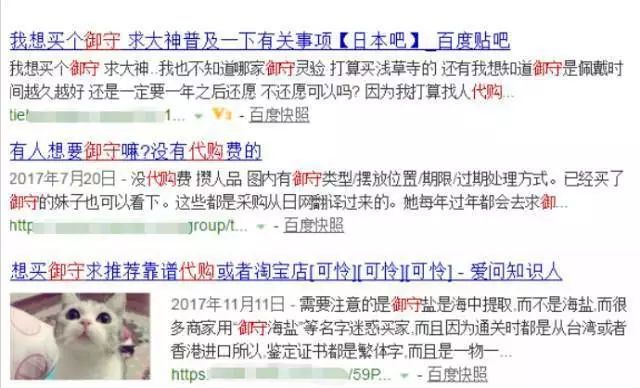 我想买个御守 求大神普及一下有关事项【日本吧】_百度贴吧
我想买个御守 求大神..我也不知道哪家御守灵验 打算买浅草寺的 还有我想知道御守是佩戴时
间越久越好 还是一定要一年之后还愿 不还愿可以吗? 因为我打算找人代购...
tiel 1... - 百度快照
有人想要御守嘛?没有代购费的
2017年7月20日 - 没代购费 攒人品 图内有御守类型/摆放位置/期限/过期处理方式。已经买了
御守的妹子也可以看下。这些都是采购从日网翻译过来的。她每年过年都会去求御...
http group/t... - 百度快照
想买御守求推荐靠谱代购或者淘宝店[可怜][可怜][可怜] - 爱问知识人
2017年11月11日 - 需要注意的是御守盐是海中提取,而不是海盐,而很
多商家用“御守海盐”等名字迷惑买家,而且因为通关时都是从台湾或者
香港进口所以,鉴定证书都是繁体字,而且是一物一...
https. /59P... - 百度快照